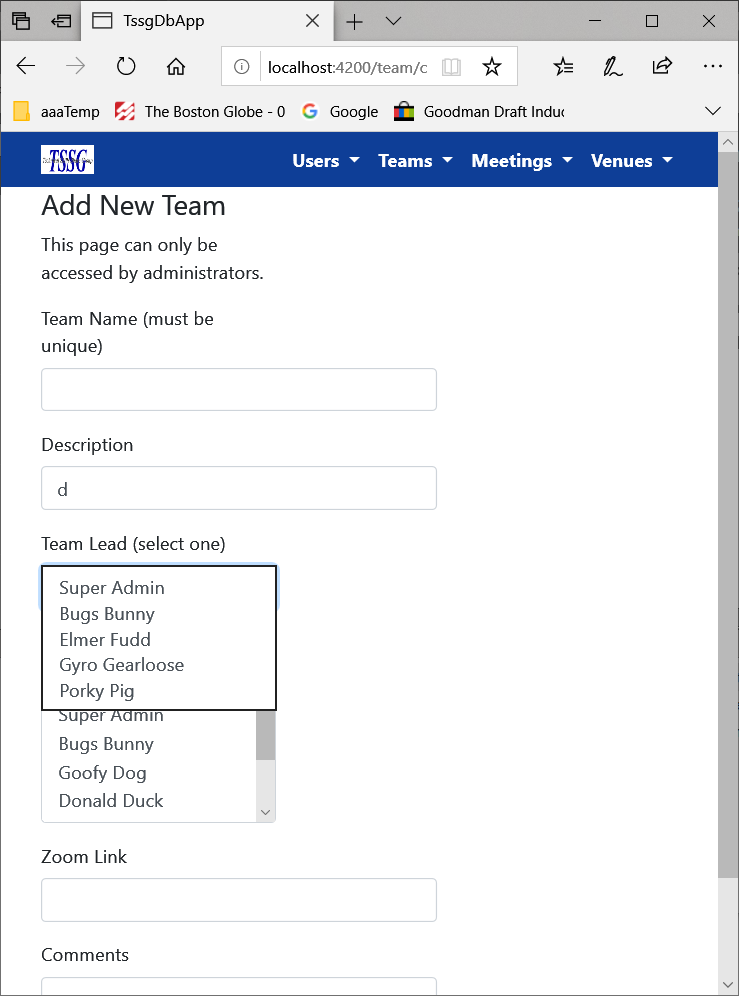 TssgDbApp
localhost:4200/team/c
aaaTemp
The Boston Globe - 0
Google
Goodman Draft Induc
TSSG
Users
Teams
Meetings
Venues
Add New Team
This page can only be
accessed by administrators.
Team Name (must be
unique)
Description
d
Team Lead (select one)
Super Admin
Bugs Bunny
Elmer Fudd
Gyro Gearloose
Porky Pig
Super Admin
Bugs Bunny
Goofy Dog
Donald Duck
Zoom Link
Comments